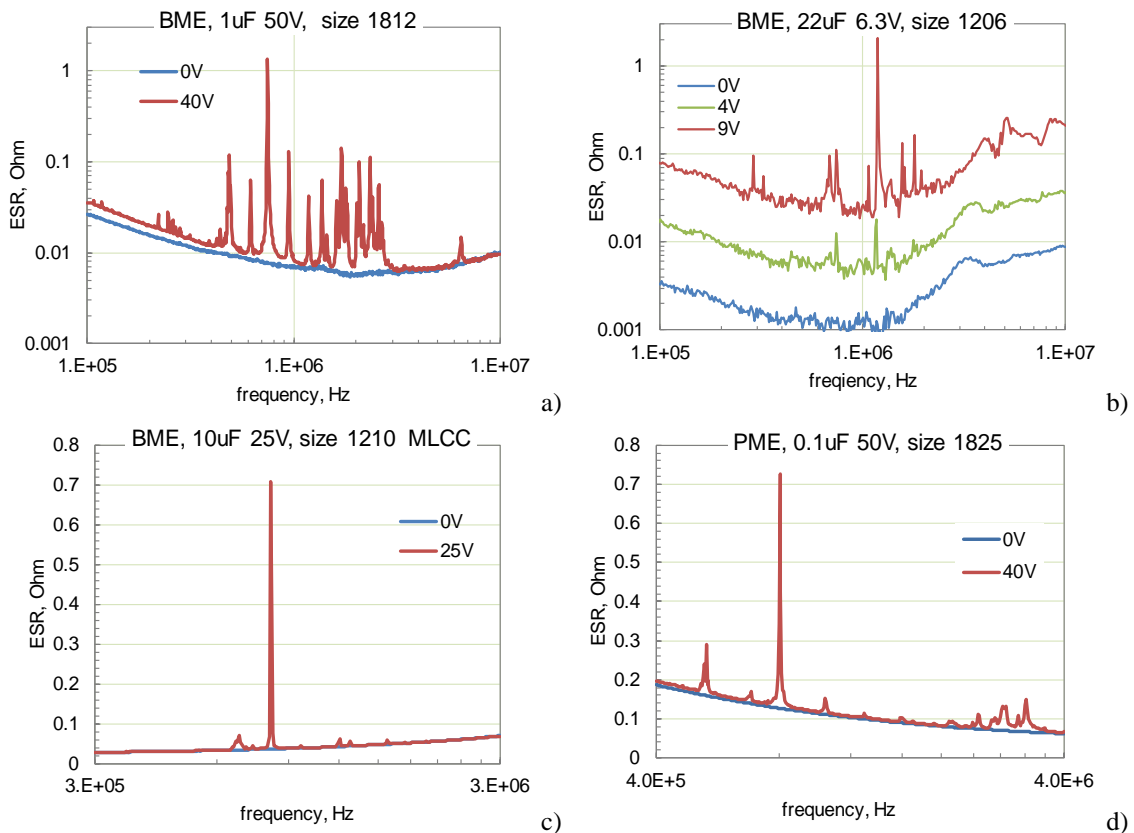 BME, 1uF 50V, size 1812
ESR, Ohm
1
0.1
0.01
0.001
0V
40V
1.E+05
1.E+06
1.E+07
frequency, Hz
a)
BME, 22uF 6.3V, size 1206
ESR, Ohm
1
0.1
0.01
0.001
0V
4V
9V
1.E+05
1.E+06
1.E+07
freqiency, Hz
b)
BME, 10uF 25V, size 1210 MLCC
ESR, Ohm
0.8
0.7
0.6
0.5
0.4
0.3
0.2
0.1
0
0V
25V
3.E+05
3.E+06
frequency, Hz
c)
PME, 0.1uF 50V, size 1825
ESR, Ohm
0.8
0.7
0.6
0.5
0.4
0.3
0.2
0.1
0
0V
40V
4.0E+05
4.0E+06
frequency, Hz
d)